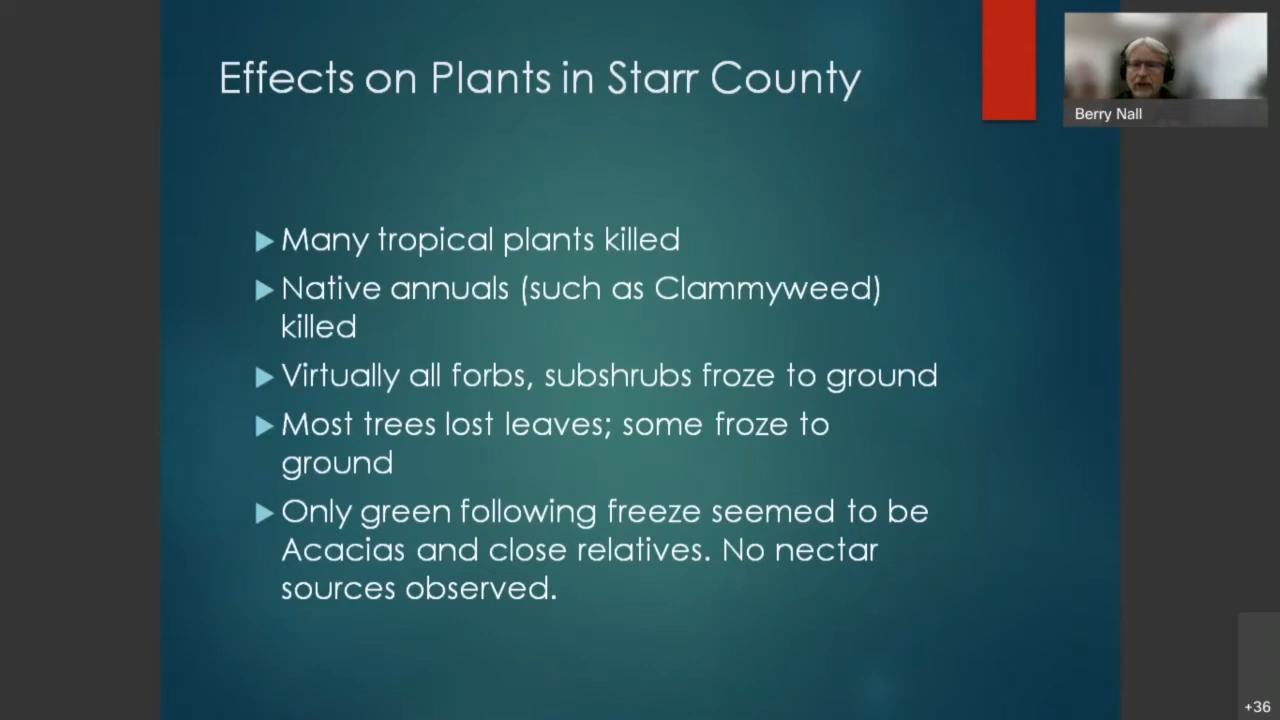 Effects on Plants in Starr County
Berry Nall
Many tropical plants killed
Native annuals (such as Clammyweed)
killed
Virtually all forbs, subshrubs froze to ground
Most trees lost leaves; some froze to
ground
Only green following freeze seemed to be
Acacias and close relatives. No nectar
sources observed.
+36